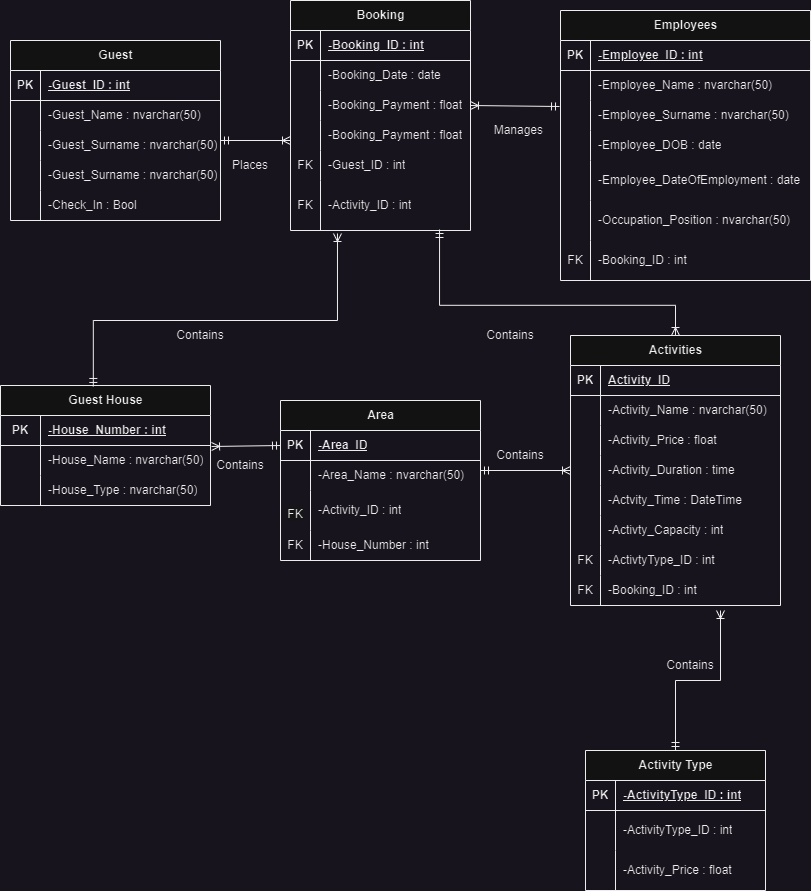 Booking
PK -Booking_ID : int
-Booking_Date : date
-Booking_Payment : float
-Booking_Payment : float
FK -Guest_ID : int
FK -Activity_ID : int
Employees
PK -Employee_ID : int
-Employee_Name : nvarchar(50)
-Employee_Surname : nvarchar(50)
-Employee_DOB : date
-Employee_DateOfEmployment : date
-Occupation_Position : nvarchar(50)
FK -Booking_ID : int
Guest
PK -Guest_ID : int
-Guest_Name : nvarchar(50)
-Guest_Surname : nvarchar(50)
-Guest_Surname : nvarchar(50)
-Check_In : Bool
Places
Manages
Contains
Contains
Guest House
PK -House_Number : int
-House_Name : nvarchar(50)
-House_Type : nvarchar(50)
Contains
Area
PK -Area_ID
-Area_Name : nvarchar(50)
FK -Activity_ID : int
FK -House_Number : int
Contains
Activities
PK Activity_ID
-Activity_Name : nvarchar(50)
-Activity_Price : float
-Activity_Duration : time
-Actvity_Time : DateTime
-Activty_Capacity : int
FK -ActivtyType_ID : int
FK -Booking_ID : int
Contains
Activity Type
PK -ActivityType_ID : int
-ActivityType_ID : int
-Activity_Price : float